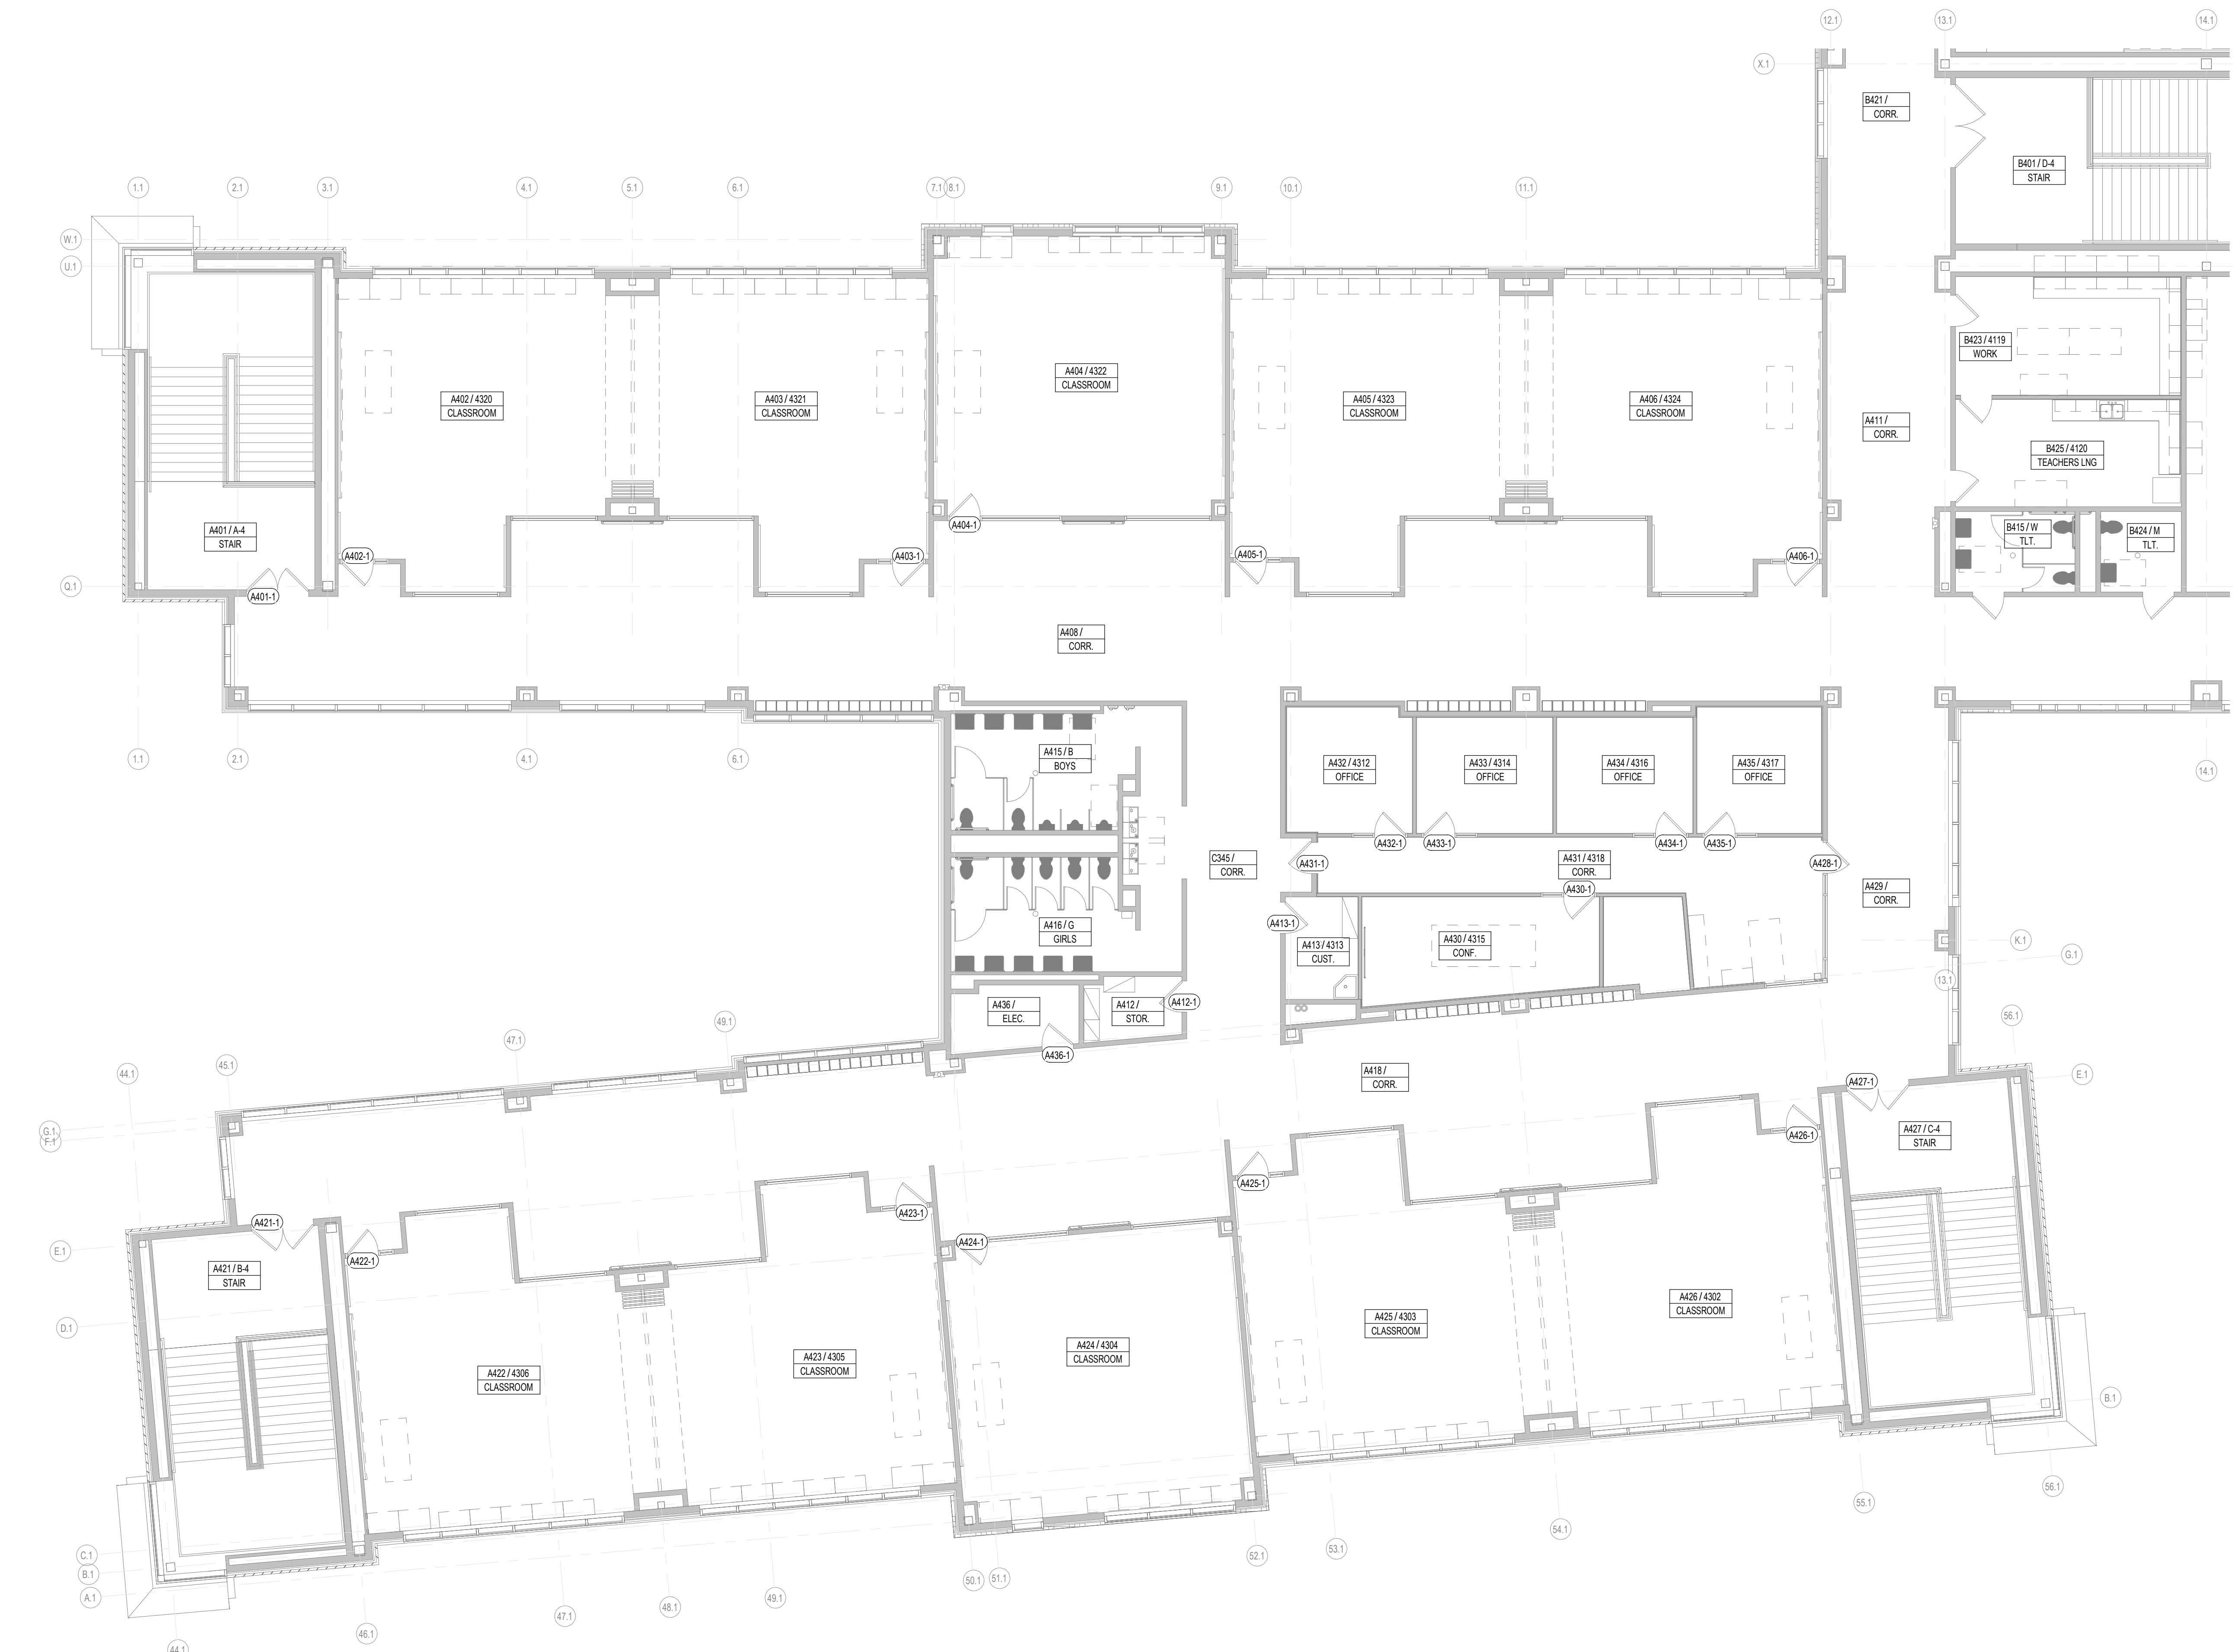 12.1
13.1
14.1
X.1
B421 /
CORR.
B401 / D-4
STAIR
1.1
2.1
3.1
4.1
5.1
6.1
7.1
8.1
9.1
10.1
11.1
W.1
U.1
B423 / 4119
WORK
A404 / 4322
CLASSROOM
A402 / 4320
CLASSROOM
A403 / 4321
CLASSROOM
A405 / 4323
CLASSROOM
A406 / 4324
CLASSROOM
A411 /
CORR.
B425 / 4120
TEACHERS LNG
A401 / A-4
STAIR
A404-1
B415 / W
TLT.
B424 / M
TLT.
A402-1
A403-1
A405-1
A406-1
Q.1
A401-1
A408 /
CORR.
1.1
2.1
4.1
6.1
A415 / B
BOYS
A432 / 4312
OFFICE
A433 / 4314
OFFICE
A434 / 4316
OFFICE
A435 / 4317
OFFICE
14.1
A432-1
A433-1
A434-1
A435-1
C345 /
CORR.
A431-1
A431 / 4318
CORR.
A428-1
A430-1
A429 /
CORR.
A416 / G
GIRLS
A413-1
A413 / 4313
CUST.
A430 / 4315
CONF.
K.1
G.1
13.1
A436 /
ELEC.
A412 /
STOR.
A412-1
56.1
49.1
47.1
A436-1
45.1
44.1
A418 /
CORR.
E.1
A427-1
G.1
F.1
A427 / C-4
STAIR
A426-1
A425-1
A423-1
A421-1
A424-1
E.1
A422-1
A421 / B-4
STAIR
A426 / 4302
CLASSROOM
A425 / 4303
CLASSROOM
D.1
A424 / 4304
CLASSROOM
A423 / 4305
CLASSROOM
A422 / 4306
CLASSROOM
B.1
56.1
55.1
54.1
53.1
52.1
C.1
B.1
A.1
51.1
50.1
49.1
48.1
47.1
46.1
44.1